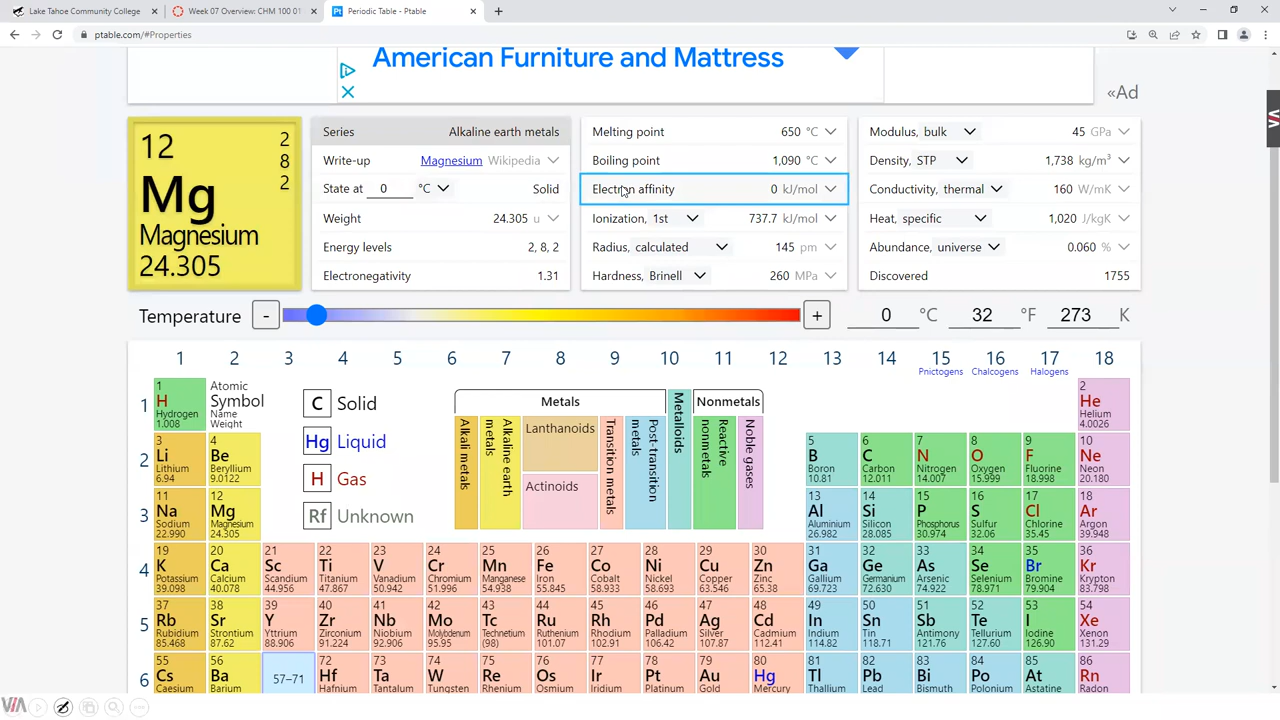 Lake Tahoe Community College
Week 07 Overview: CHM 100 01
Periodic Table - Ptable
ptable.com/#Properties
American Furniture and Mattress
«Ad
12
2
8
2
Mg
Magnesium
24.305
Series Alkaline earth metals
Write-up Magnesium Wikipedia
State at 0 °C Solid
Weight 24.305 u
Energy levels 2, 8, 2
Electronegativity 1.31
Melting point 650 °C
Boiling point 1,090 °C
Electron affinity 0 kJ/mol
Ionization, 1st 737.7 kJ/mol
Radius, calculated 145 pm
Hardness, Brinell 260 MPa
Modulus, bulk 45 GPa
Density, STP 1,738 kg/m³
Conductivity, thermal 160 W/mK
Heat, specific 1,020 J/kgK
Abundance, universe 0.060 %
Discovered 1755
Temperature - + 0 °C 32 °F 273 K
1 2 3 4 5 6 7 8 9 10 11 12 13 14 15 16 17 18
Pnictogens Chalcogens Halogens
Atomic
Symbol
Name
Weight
C Solid
Hg Liquid
H Gas
Rf Unknown
Metals
Metalloids
Nonmetals
Alkali metals
Alkaline earth metals
Lanthanoids
Actinoids
Transition metals
Post-transition metals
Reactive nonmetals
Noble gases
1
1 2
H He
Hydrogen Helium
1.008 4.0026
2
3 4 5 6 7 8 9 10
Li Be B C N O F Ne
Lithium Beryllium Boron Carbon Nitrogen Oxygen Fluorine Neon
6.94 9.0122 10.81 12.011 14.007 15.999 18.998 20.180
3
11 12 13 14 15 16 17 18
Na Mg Al Si P S Cl Ar
Sodium Magnesium Aluminium Silicon Phosphorus Sulfur Chlorine Argon
22.990 24.305 26.982 28.085 30.974 32.06 35.45 39.948
4
19 20 21 22 23 24 25 26 27 28 29 30 31 32 33 34 35 36
K Ca Sc Ti V Cr Mn Fe Co Ni Cu Zn Ga Ge As Se Br Kr
Potassium Calcium Scandium Titanium Vanadium Chromium Manganese Iron Cobalt Nickel Copper Zinc Gallium Germanium Arsenic Selenium Bromine Krypton
39.098 40.078 44.956 47.867 50.942 51.996 54.938 55.845 58.933 58.693 63.546 65.38 69.723 72.630 74.922 78.971 79.904 83.798
5
37 38 39 40 41 42 43 44 45 46 47 48 49 50 51 52 53 54
Rb Sr Y Zr Nb Mo Tc Ru Rh Pd Ag Cd In Sn Sb Te I Xe
Rubidium Strontium Yttrium Zirconium Niobium Molybdenum Technetium Ruthenium Rhodium Palladium Silver Cadmium Indium Tin Antimony Tellurium Iodine Xenon
85.468 87.62 88.906 91.224 92.906 95.95 (98) 101.07 102.91 106.42 107.87 112.41 114.82 118.71 121.76 127.60 126.90 131.29
6
55 56 57–71 72 73 74 75 76 77 78 79 80 81 82 83 84 85 86
Cs Ba Hf Ta W Re Os Ir Pt Au Hg Tl Pb Bi Po At Rn
Caesium Barium Hafnium Tantalum Tungsten Rhenium Osmium Iridium Platinum Gold Mercury Thallium Lead Bismuth Polonium Astatine Radon
VIA